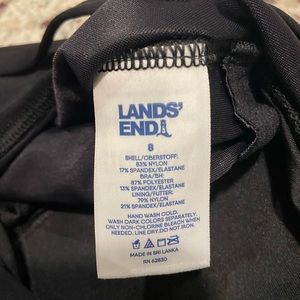 LANDS'
END
8
SHELL/OBERSTOFF:
83% NYLON
17% SPANDEX/ELASTANE
BRA/BH:
87% POLYESTER
13% SPANDEX/ELASTANE
LINING/FUTTER:
79% NYLON
21% SPANDEX/ELASTANE
HAND WASH COLD.
WASH DARK COLORS SEPARATELY.
ONLY NON-CHLORINE BLEACH WHEN
NEEDED. LINE DRY. DO NOT IRON.
MADE IN SRI LANKA
RN 62830